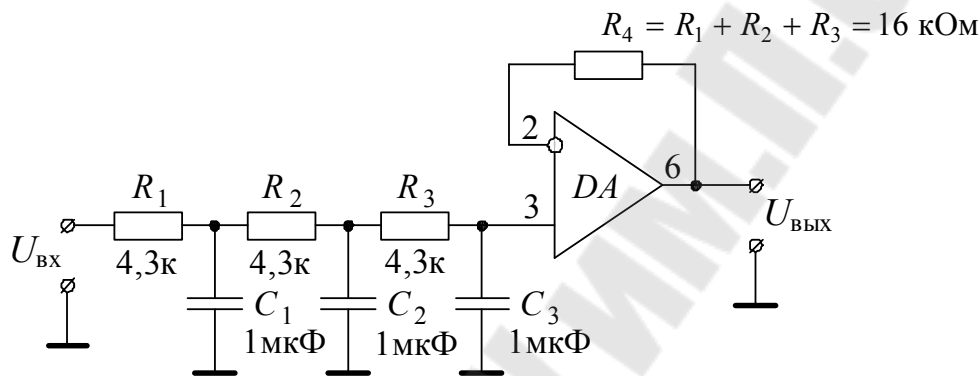 R₄ = R₁ + R₂ + R₃ = 16 кОм
2
6
DA
3
R₁
R₂
R₃
Uвх
Uвых
4,3к
4,3к
4,3к
C₁
C₂
C₃
1мкФ
1мкФ
1мкФ